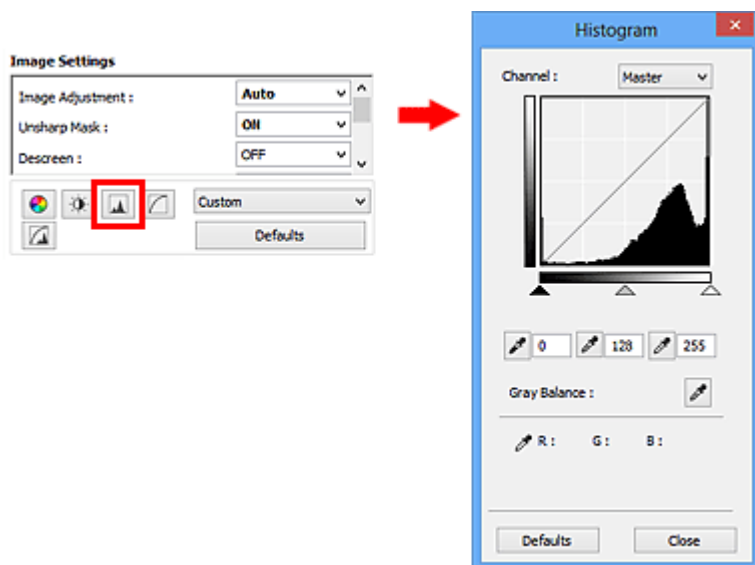 Image Settings
Image Adjustment : Auto
Unsharp Mask : ON
Descreen : OFF
Custom
Defaults
Histogram
Channel : Master
0 128 255
Gray Balance :
R : G : B :
Defaults Close